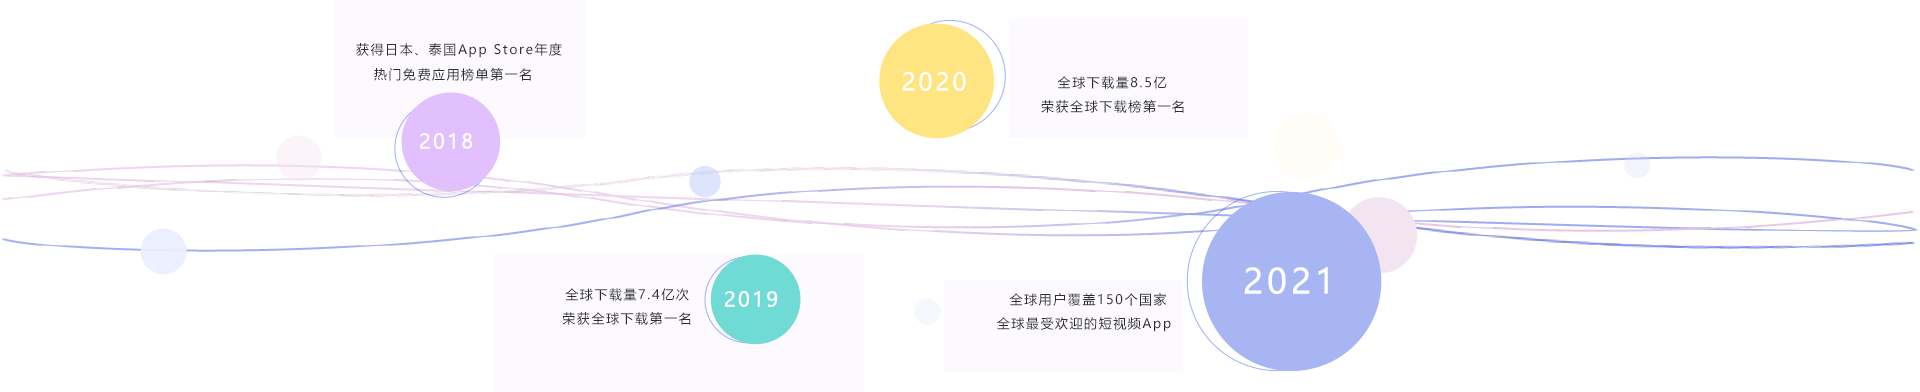 获得日本、泰国App Store年度
热门免费应用榜单第一名
2018
全球下载量7.4亿次
荣获全球下载第一名
2019
2020
全球下载量8.5亿
荣获全球下载榜第一名
全球用户覆盖150个国家
全球最受欢迎的短视频App
2021